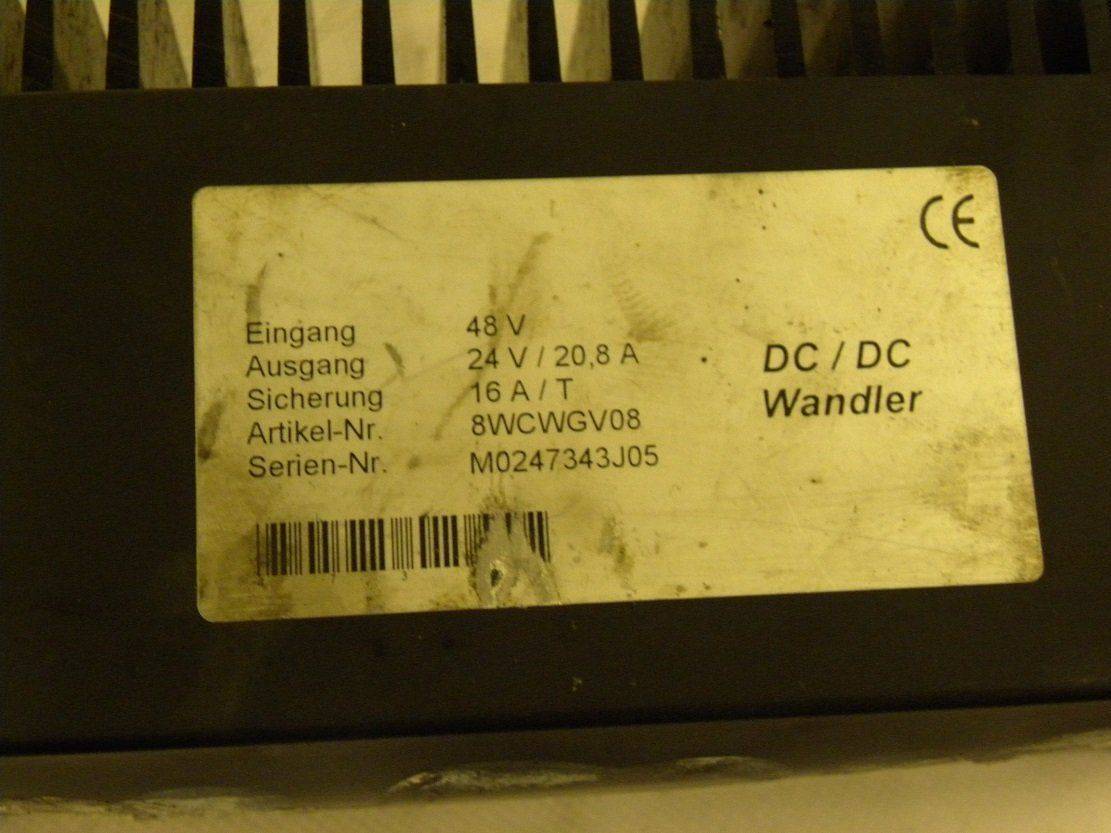 CE
Eingang 48 V
Ausgang 24 V / 20,8 A
Sicherung 16 A / T
Artikel-Nr. 8WCWGV08
Serien-Nr. M0247343J05
DC / DC
Wandler